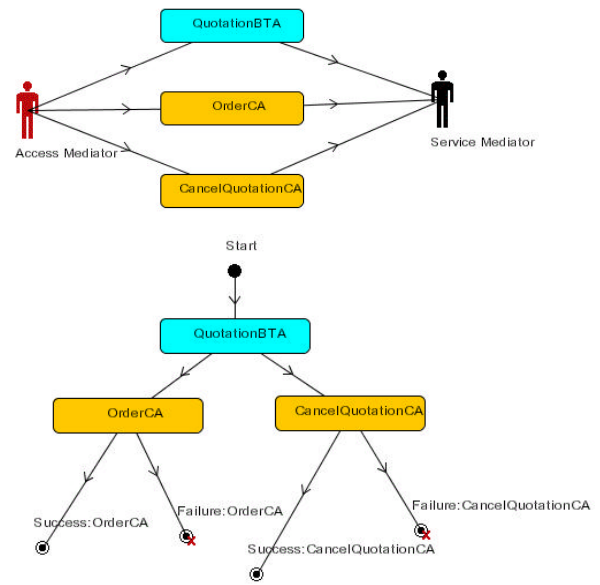 QuotationBTA
OrderCA
Access Mediator
Service Mediator
CancelQuotationCA
Start
QuotationBTA
OrderCA
CancelQuotationCA
Failure:CancelQuotationCA
Failure:OrderCA
Success:OrderCA
Success:CancelQuotationCA